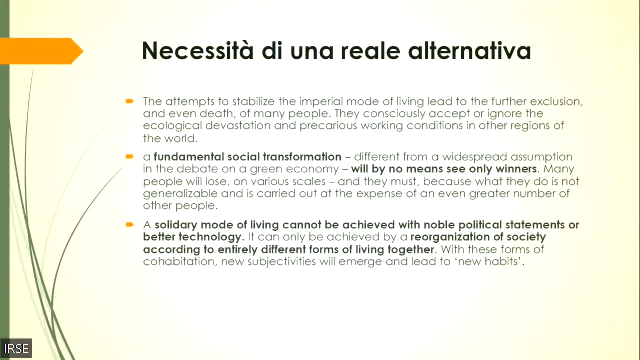 Necessità di una reale alternativa
The attempts to stabilize the imperial mode of living lead to the further exclusion,
and even death, of many people. They consciously accept or ignore the
ecological devastation and precarious working conditions in other regions of
the world.
a fundamental social transformation – different from a widespread assumption
in the debate on a green economy – will by no means see only winners. Many
people will lose, on various scales – and they must, because what they do is not
generalizable and is carried out at the expense of an even greater number of
other people.
A solidary mode of living cannot be achieved with noble political statements or
better technology. It can only be achieved by a reorganization of society
according to entirely different forms of living together. With these forms of
cohabitation, new subjectivities will emerge and lead to ‘new habits’.
IRSE